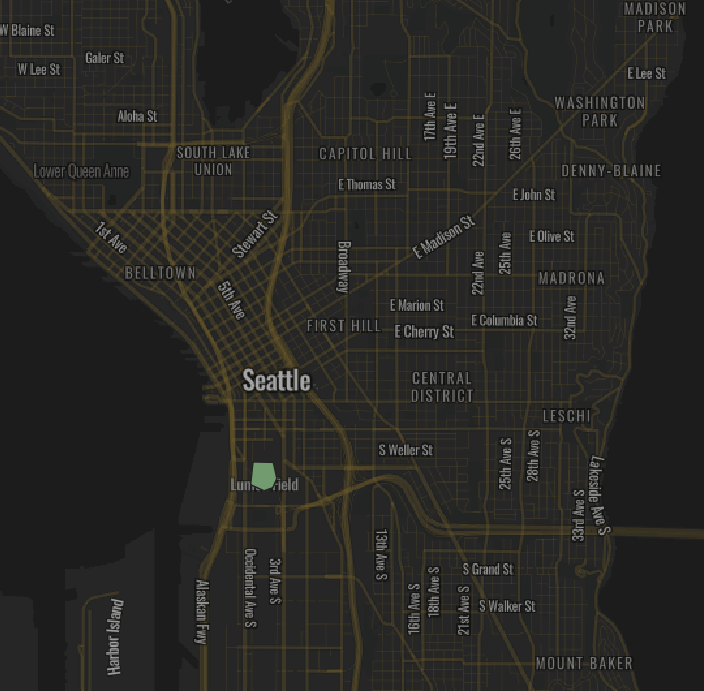 MADISON
PARK
W Blaine St
Galer St
W Lee St
E Lee St
Aloha St
17th Ave E
19th Ave E
22nd Ave E
26th Ave E
WASHINGTON
PARK
SOUTH LAKE
UNION
CAPITOL HILL
Lower Queen Anne
DENNY-BLAINE
E Thomas St
E John St
1st Ave
Stewart St
E Madison St
E Olive St
BELLTOWN
5th Ave
Broadway
22nd Ave
25th Ave
MADRONA
E Marion St
FIRST HILL
E Cherry St
E Columbia St
32nd Ave
Seattle
CENTRAL
DISTRICT
LESCHI
S Weller St
25th Ave S
28th Ave S
Lakeside Ave S
33rd Ave S
13th Ave S
Occidental Ave S
3rd Ave S
S Grand St
Alaskan Fwy
16th Ave S
18th Ave S
21st Ave S
S Walker St
Harbor Island
MOUNT BAKER